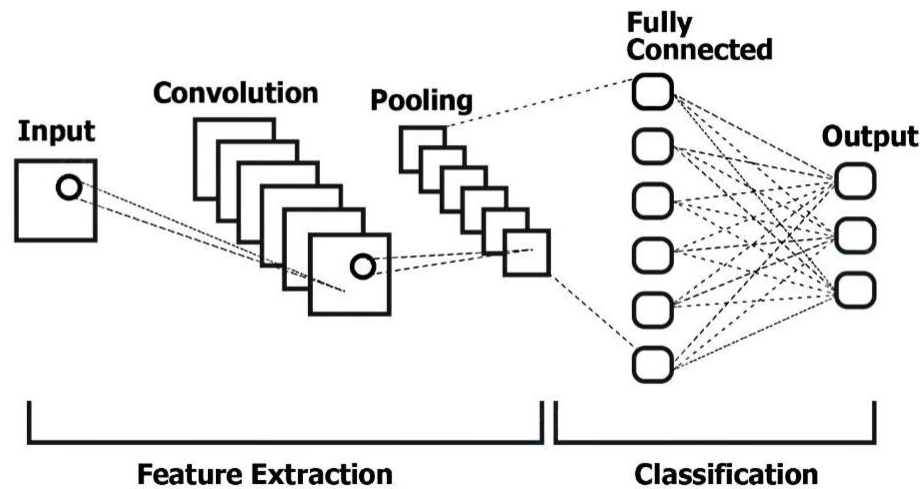 Input
Convolution
Pooling
Fully
Connected
Output
Feature Extraction
Classification